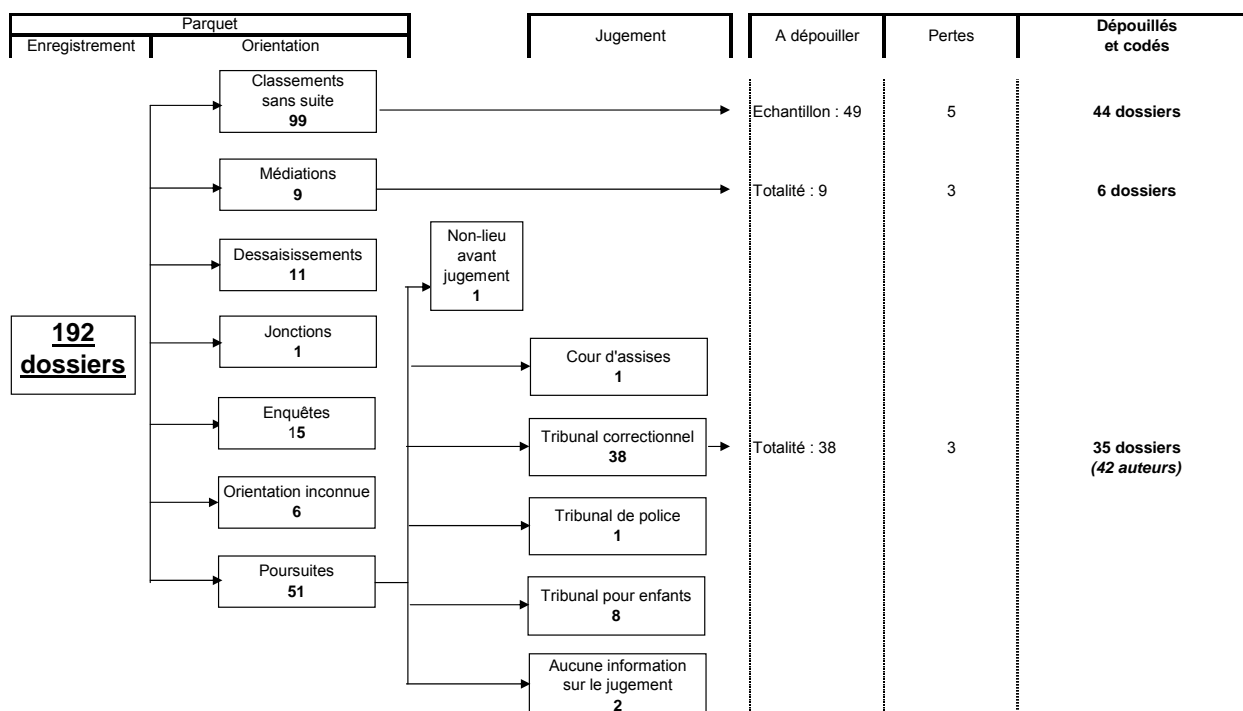 Parquet
Enregistrement
Orientation
Jugement
A dépouiller
Pertes
Dépouillés
et codés
Classements
sans suite
99
Echantillon : 49
5
44 dossiers
Médiations
9
Totalité : 9
3
6 dossiers
Dessaisissements
11
Non-lieu
avant
jugement
1
192
dossiers
Jonctions
1
Cour d'assises
1
Enquêtes
15
Tribunal correctionnel
38
Totalité : 38
3
35 dossiers
(42 auteurs)
Orientation inconnue
6
Tribunal de police
1
Poursuites
51
Tribunal pour enfants
8
Aucune information
sur le jugement
2